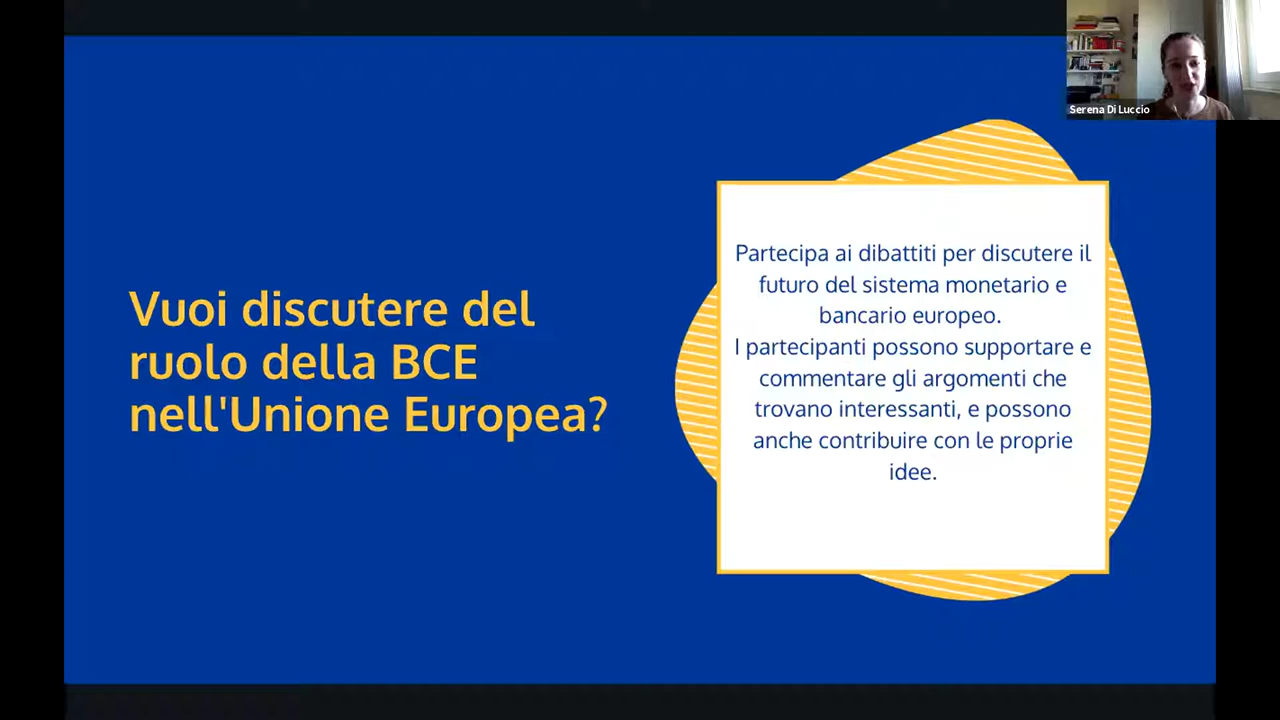 Serena Di Luccio
Vuoi discutere del
ruolo della BCE
nell'Unione Europea?
Partecipa ai dibattiti per discutere il
futuro del sistema monetario e
bancario europeo.
I partecipanti possono supportare e
commentare gli argomenti che
trovano interessanti, e possono
anche contribuire con le proprie
idee.